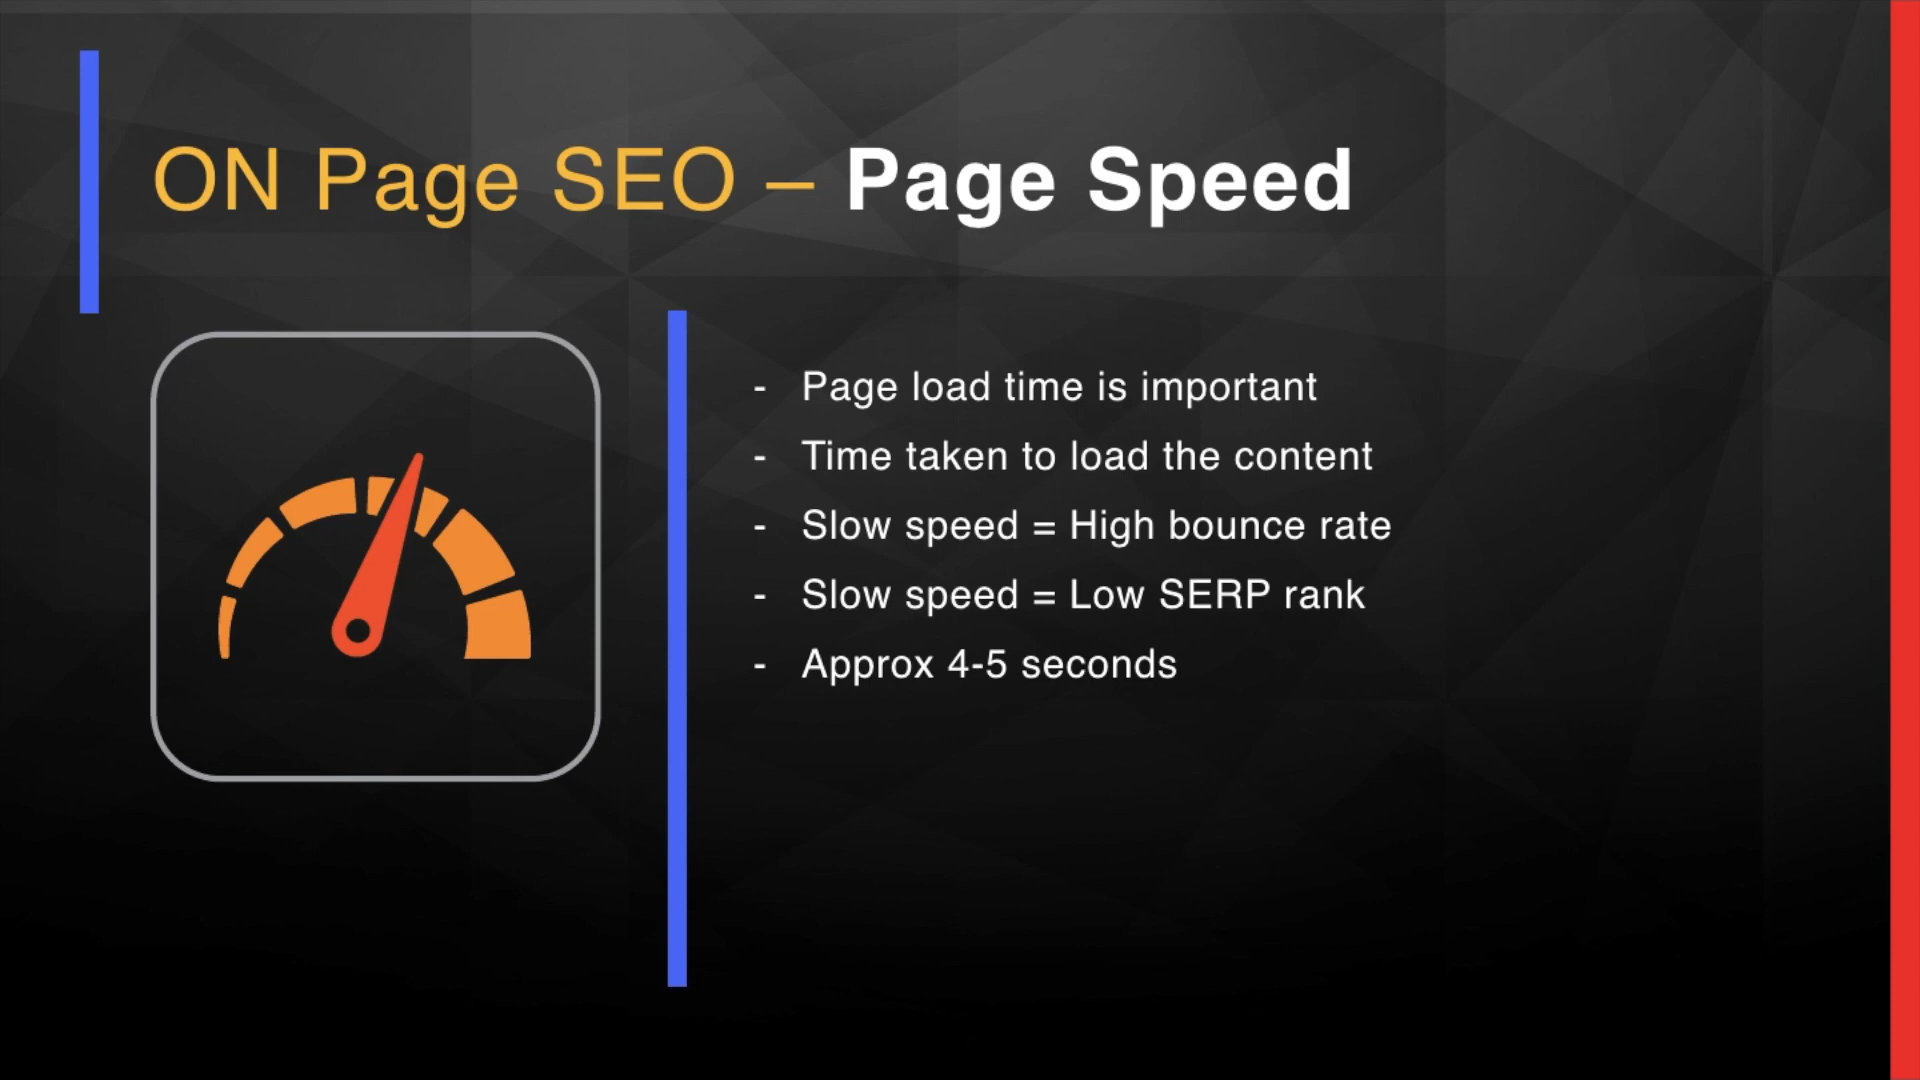 ON Page SEO – Page Speed
- Page load time is important
- Time taken to load the content
- Slow speed = High bounce rate
- Slow speed = Low SERP rank
- Approx 4-5 seconds